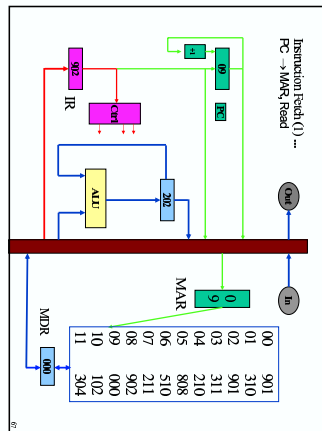 Instruction Fetch (1) ...
PC → MAR, Read
Out
In
+1
09
PC
0
9
MAR
202
ALU
902
IR
Ctrl
00 901
01 310
02 901
03 311
04 210
05 808
06 510
07 211
08 902
09 000
10 102
11 304
MDR
000
67